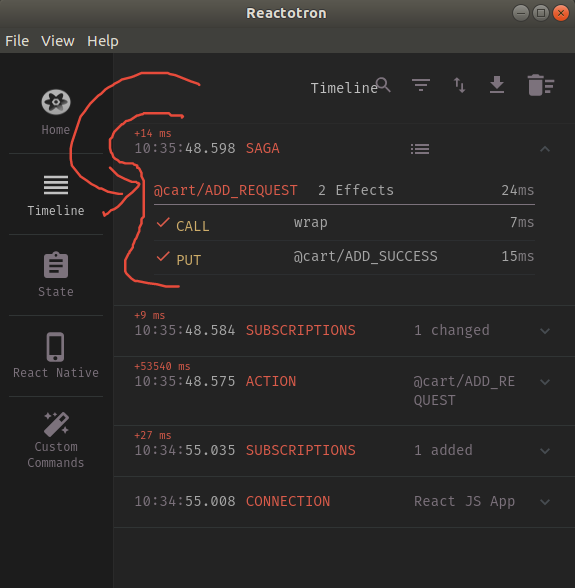 Reactotron
File View Help
Timeline
Home
Timeline
State
React Native
Custom
Commands
+14 ms
10:35:48.598 SAGA
@cart/ADD_REQUEST 2 Effects 24ms
CALL wrap 7ms
PUT @cart/ADD_SUCCESS 15ms
+9 ms
10:35:48.584 SUBSCRIPTIONS 1 changed
+53540 ms
10:35:48.575 ACTION @cart/ADD_RE
QUEST
+27 ms
10:34:55.035 SUBSCRIPTIONS 1 added
10:34:55.008 CONNECTION React JS App